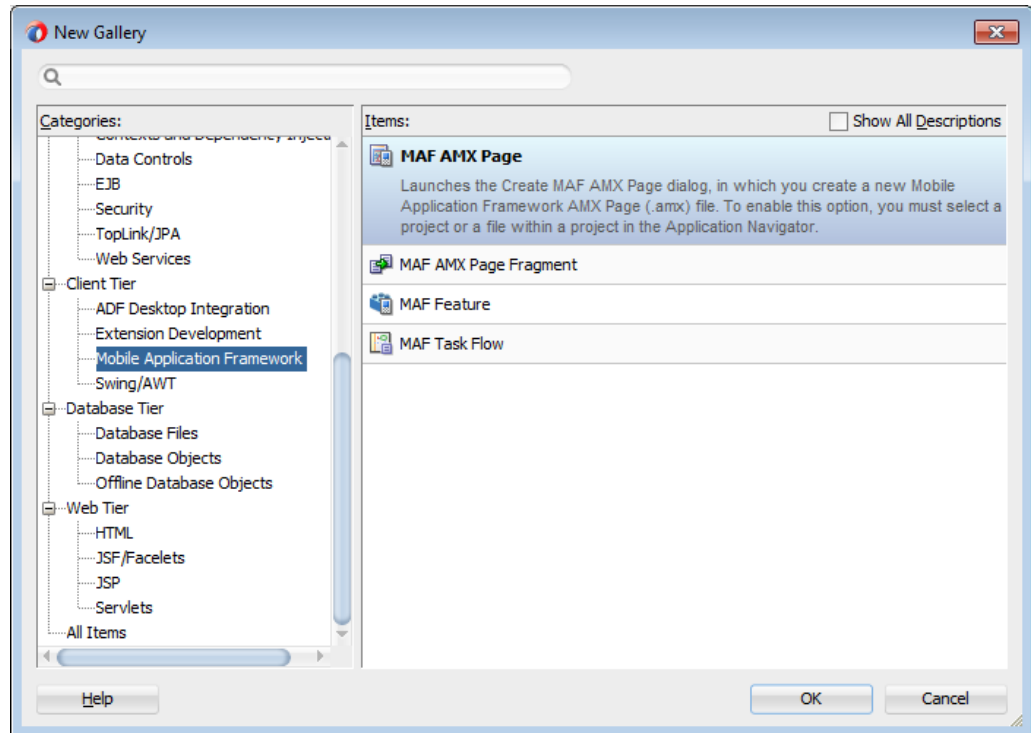 New Gallery
Categories:
Data Controls
EJB
Security
TopLink/JPA
Web Services
Client Tier
ADF Desktop Integration
Extension Development
Mobile Application Framework
Swing/AWT
Database Tier
Database Files
Database Objects
Offline Database Objects
Web Tier
HTML
JSF/Facelets
JSP
Servlets
All Items
Items:
Show All Descriptions
MAF AMX Page
Launches the Create MAF AMX Page dialog, in which you create a new Mobile
Application Framework AMX Page (.amx) file. To enable this option, you must select a
project or a file within a project in the Application Navigator.
MAF AMX Page Fragment
MAF Feature
MAF Task Flow
Help
OK
Cancel